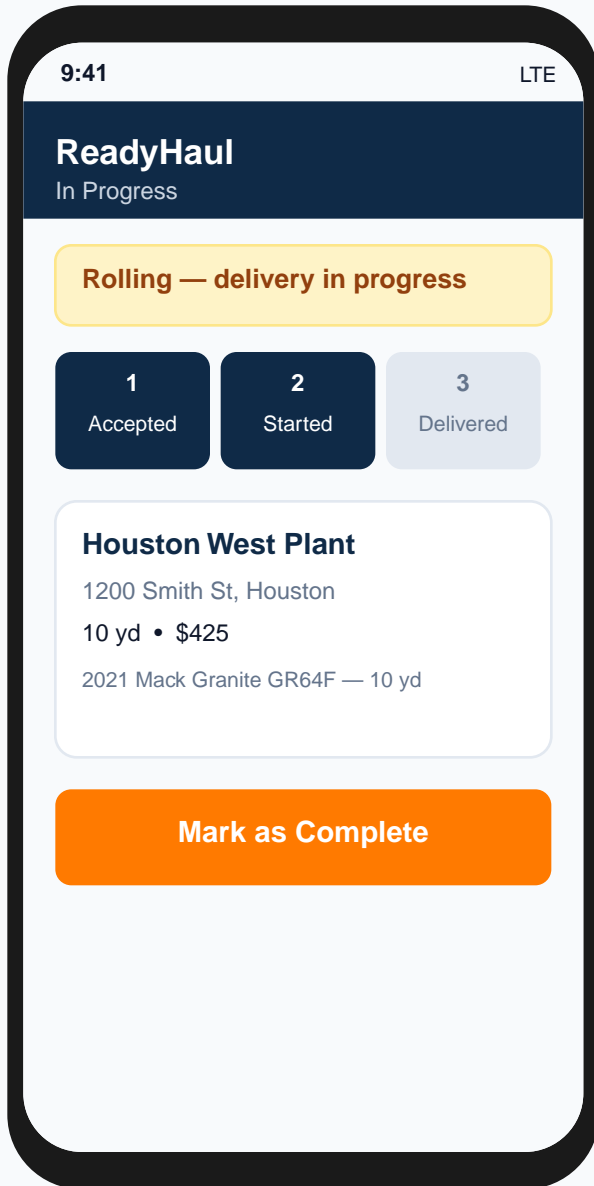 9:41 LTE
ReadyHaul
In Progress
Rolling — delivery in progress
1 2 3
Accepted Started Delivered
Houston West Plant
1200 Smith St, Houston
10 yd • $425
2021 Mack Granite GR64F — 10 yd
Mark as Complete